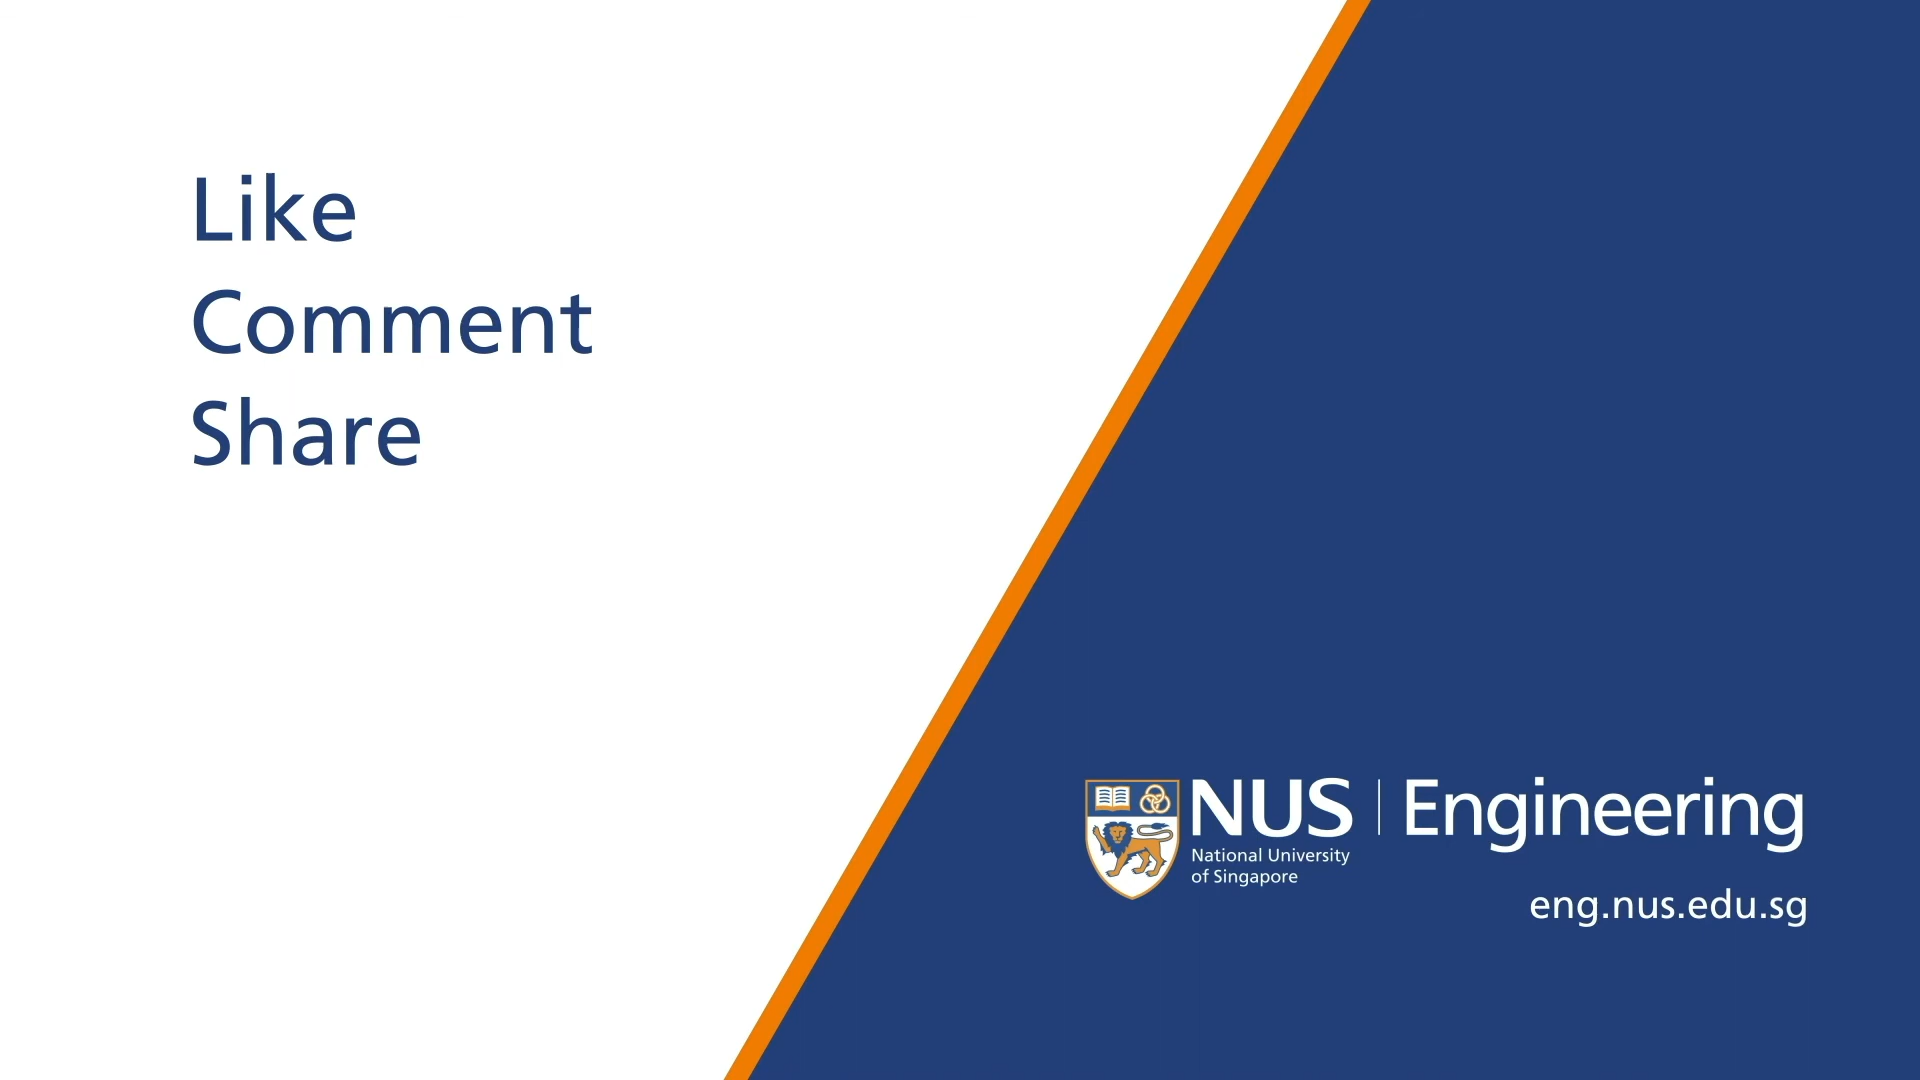 Like
Comment
Share
NUS | Engineering
National University
of Singapore
eng.nus.edu.sg